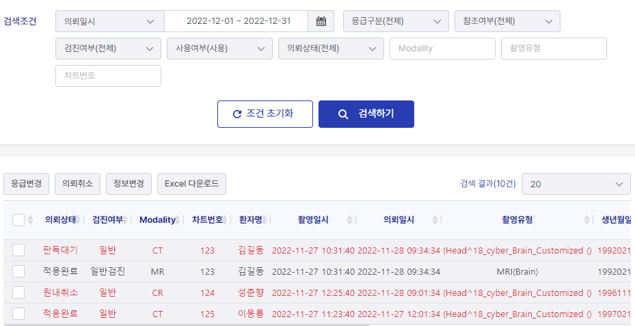 검색조건 의뢰일시 2022-12-01 ~ 2022-12-31 응급구분(전체) 참조여부(전체)
검진여부(전체) 사용여부(사용) 의뢰상태(전체) Modality 촬영유형
차트번호
조건 초기화 검색하기
응급변경 의뢰취소 정보변경 Excel 다운로드 검색 결과(10건) 20
의뢰상태 검진여부 Modality 차트번호 환자명 촬영일시 의뢰일시 촬영유형 생년월일
판독대기 일반 CT 123 김길동 2022-11-27 10:31:40 2022-11-28 09:34:34 (Head^18_cyber_Brain_Customized () 1992021
적용완료 일반검진 MR 123 김길동 2022-11-27 10:31:40 2022-11-28 09:34:34 MRI(Brain) 1992021
원내취소 일반 CR 124 성춘향 2022-11-27 12:25:40 2022-11-28 09:01:34 (Head^18_cyber_Brain_Customized () 1996111
적용완료 일반 CT 125 이몽룡 2022-11-27 11:23:40 2022-11-27 12:01:34 (Head^18_cyber_Brain_Customized () 1997021